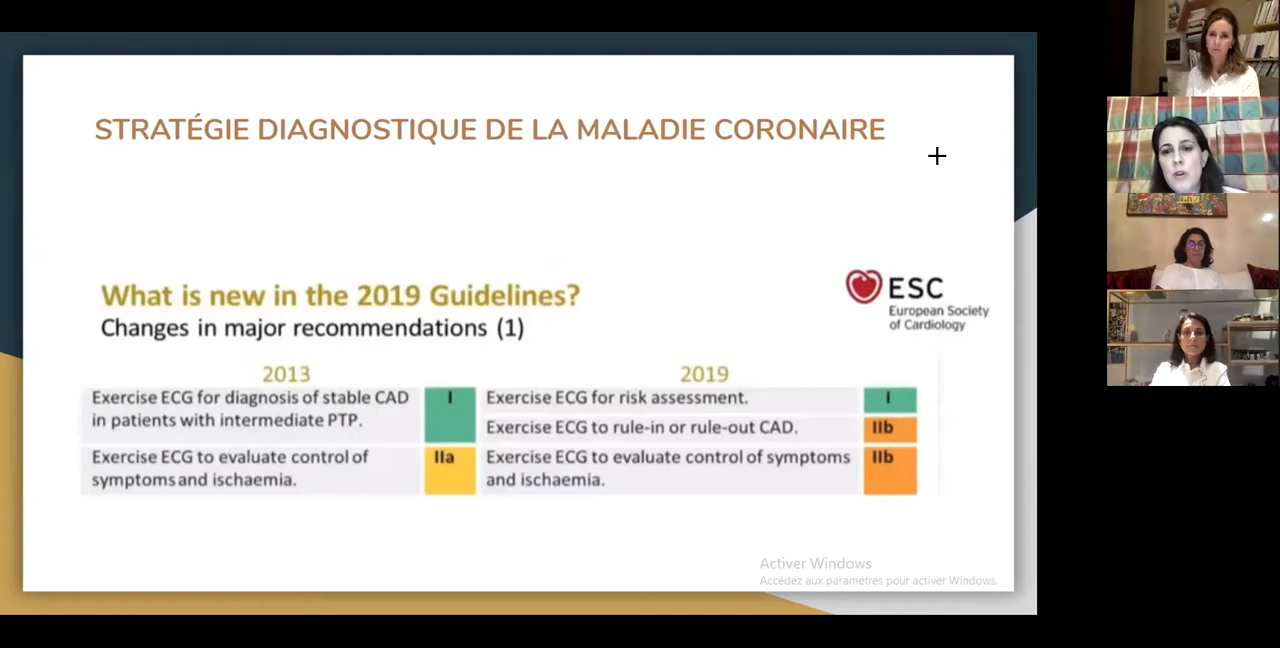 STRATÉGIE DIAGNOSTIQUE DE LA MALADIE CORONAIRE
What is new in the 2019 Guidelines?
Changes in major recommendations (1)
ESC
European Society
of Cardiology
2013
2019
Exercise ECG for diagnosis of stable CAD
in patients with intermediate PTP.
I
Exercise ECG for risk assessment.
I
Exercise ECG to rule-in or rule-out CAD.
IIb
Exercise ECG to evaluate control of
symptoms and ischaemia.
IIa
Exercise ECG to evaluate control of symptoms
and ischaemia.
IIb
Activer Windows
Accédez aux paramètres pour activer Windows.